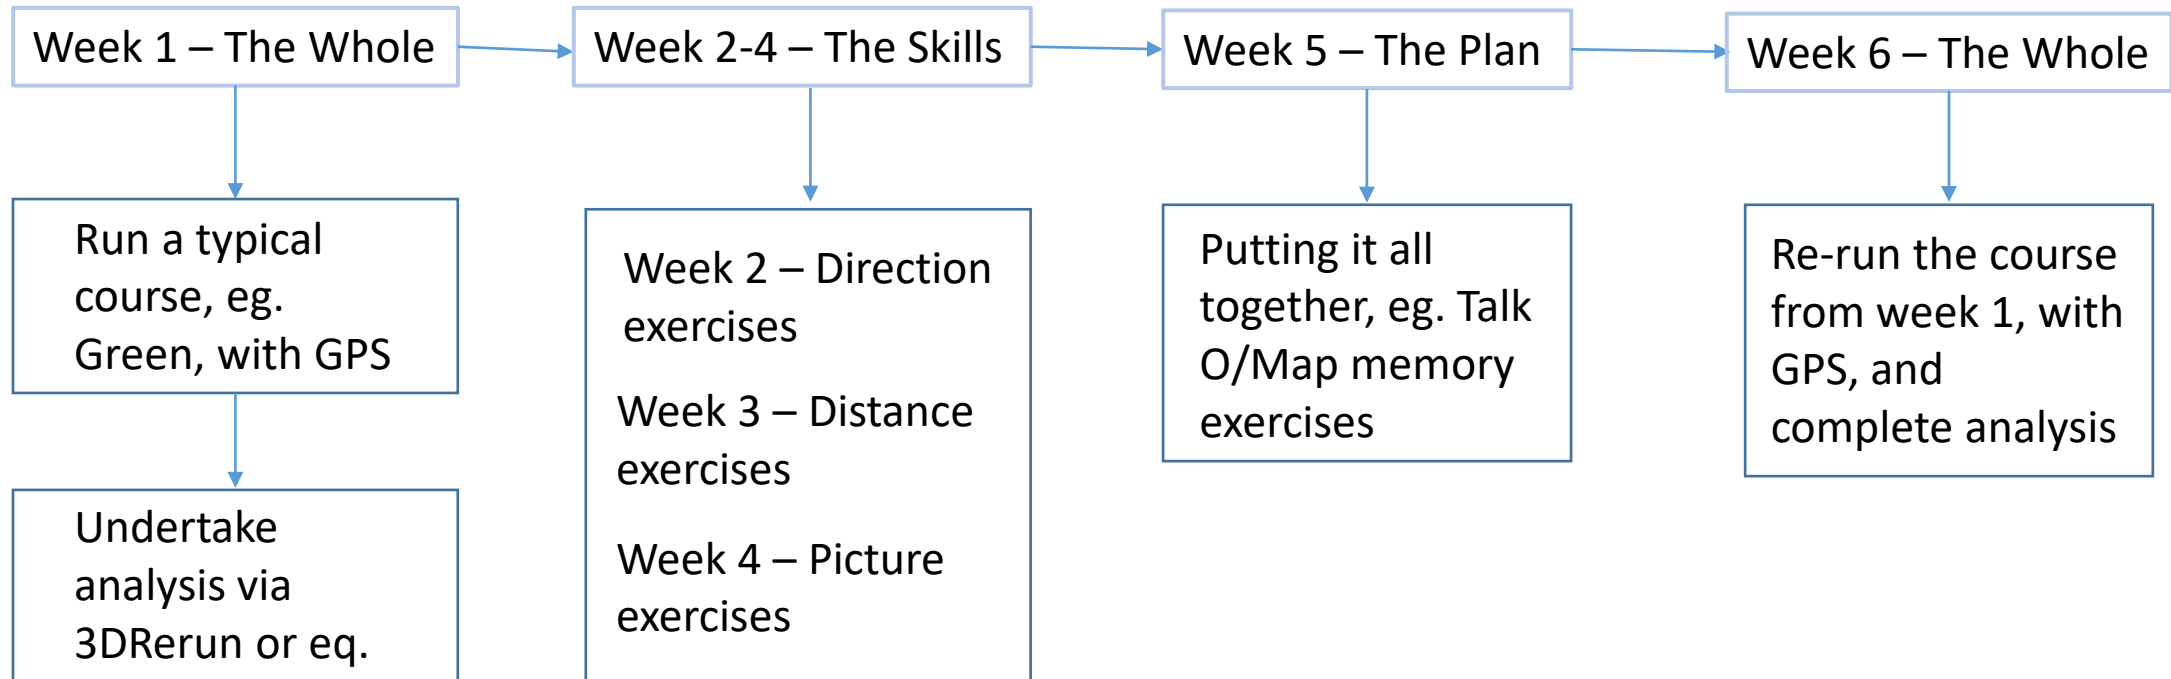 Week 1 – The Whole
Week 2-4 – The Skills
Week 5 – The Plan
Week 6 – The Whole
Run a typical
course, eg.
Green, with GPS
Undertake
analysis via
3DRerun or eq.
Week 2 – Direction
exercises
Week 3 – Distance
exercises
Week 4 – Picture
exercises
Putting it all
together, eg. Talk
O/Map memory
exercises
Re-run the course
from week 1, with
GPS, and
complete analysis